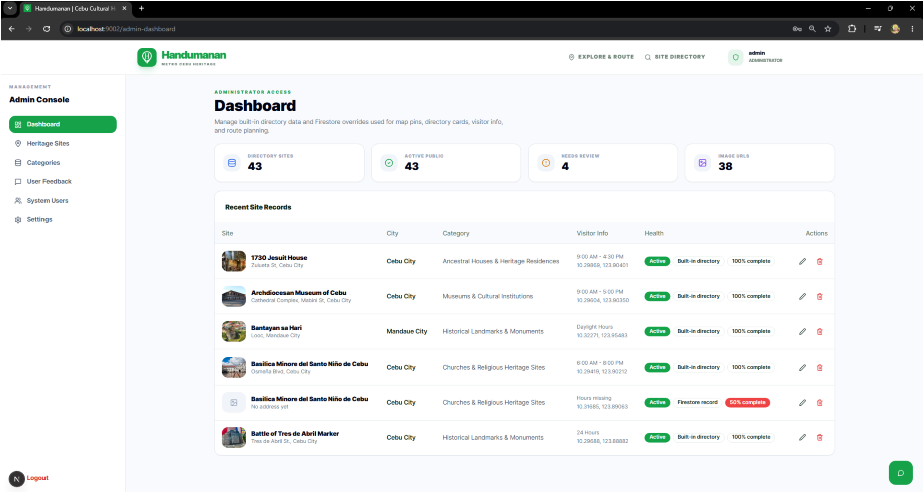 Handumanan | Cebu Cultural M
localhost:9002/admin-dashboard
Handumanan
METRO CEBU HERITAGE
EXPLORE & ROUTE
SITE DIRECTORY
admin
ADMINISTRATOR
MANAGEMENT
Admin Console
Dashboard
Heritage Sites
Categories
User Feedback
System Users
Settings
N
Logout
ADMINISTRATOR ACCESS
Dashboard
Manage built-in directory data and Firestore overrides used for map pins, directory cards, visitor info,
and route planning.
DIRECTORY SITES
43
ACTIVE PUBLIC
43
NEEDS REVIEW
4
IMAGE URLS
38
Recent Site Records
Site City Category Visitor Info Health Actions
1730 Jesuit House
Zulueta St, Cebu City
Cebu City
Ancestral Houses & Heritage Residences
9:00 AM - 4:30 PM
10.29869, 123.90401
Active Built-in directory 100% complete
Archdiocesan Museum of Cebu
Cathedral Complex, Mabini St, Cebu City
Cebu City
Museums & Cultural Institutions
9:00 AM - 5:00 PM
10.29604, 123.90350
Active Built-in directory 100% complete
Bantayan sa Hari
Looc, Mandaue City
Mandaue City
Historical Landmarks & Monuments
Daylight Hours
10.32271, 123.95483
Active Built-in directory 100% complete
Basilica Minore del Santo Niño de Cebu
Osmeña Blvd, Cebu City
Cebu City
Churches & Religious Heritage Sites
6:00 AM - 8:00 PM
10.29419, 123.90212
Active Built-in directory 100% complete
Basilica Minore del Santo Niño de Cebu
No address yet
Cebu City
Churches & Religious Heritage Sites
Hours missing
10.31685, 123.89063
Active Firestore record 50% complete
Battle of Tres de Abril Marker
Tres de Abril St., Cebu City
Cebu City
Historical Landmarks & Monuments
24 Hours
10.29688, 123.88882
Active Built-in directory 100% complete